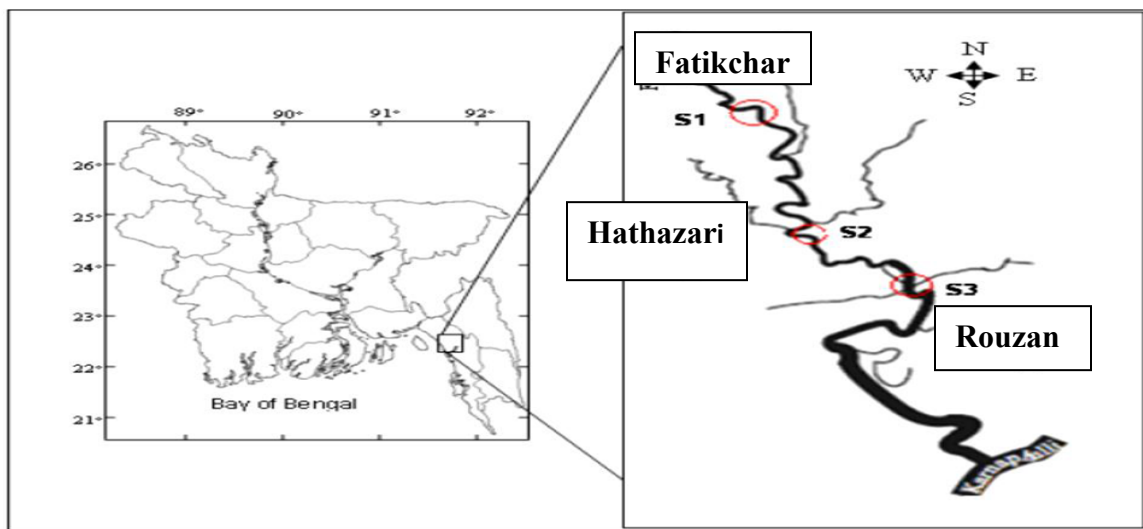 89° 90° 91° 92°
26°
25°
24°
23°
22°
21°
Bay of Bengal
Fatikchar
N
W E
S
S1
Hathazari
S2
S3
Rouzan